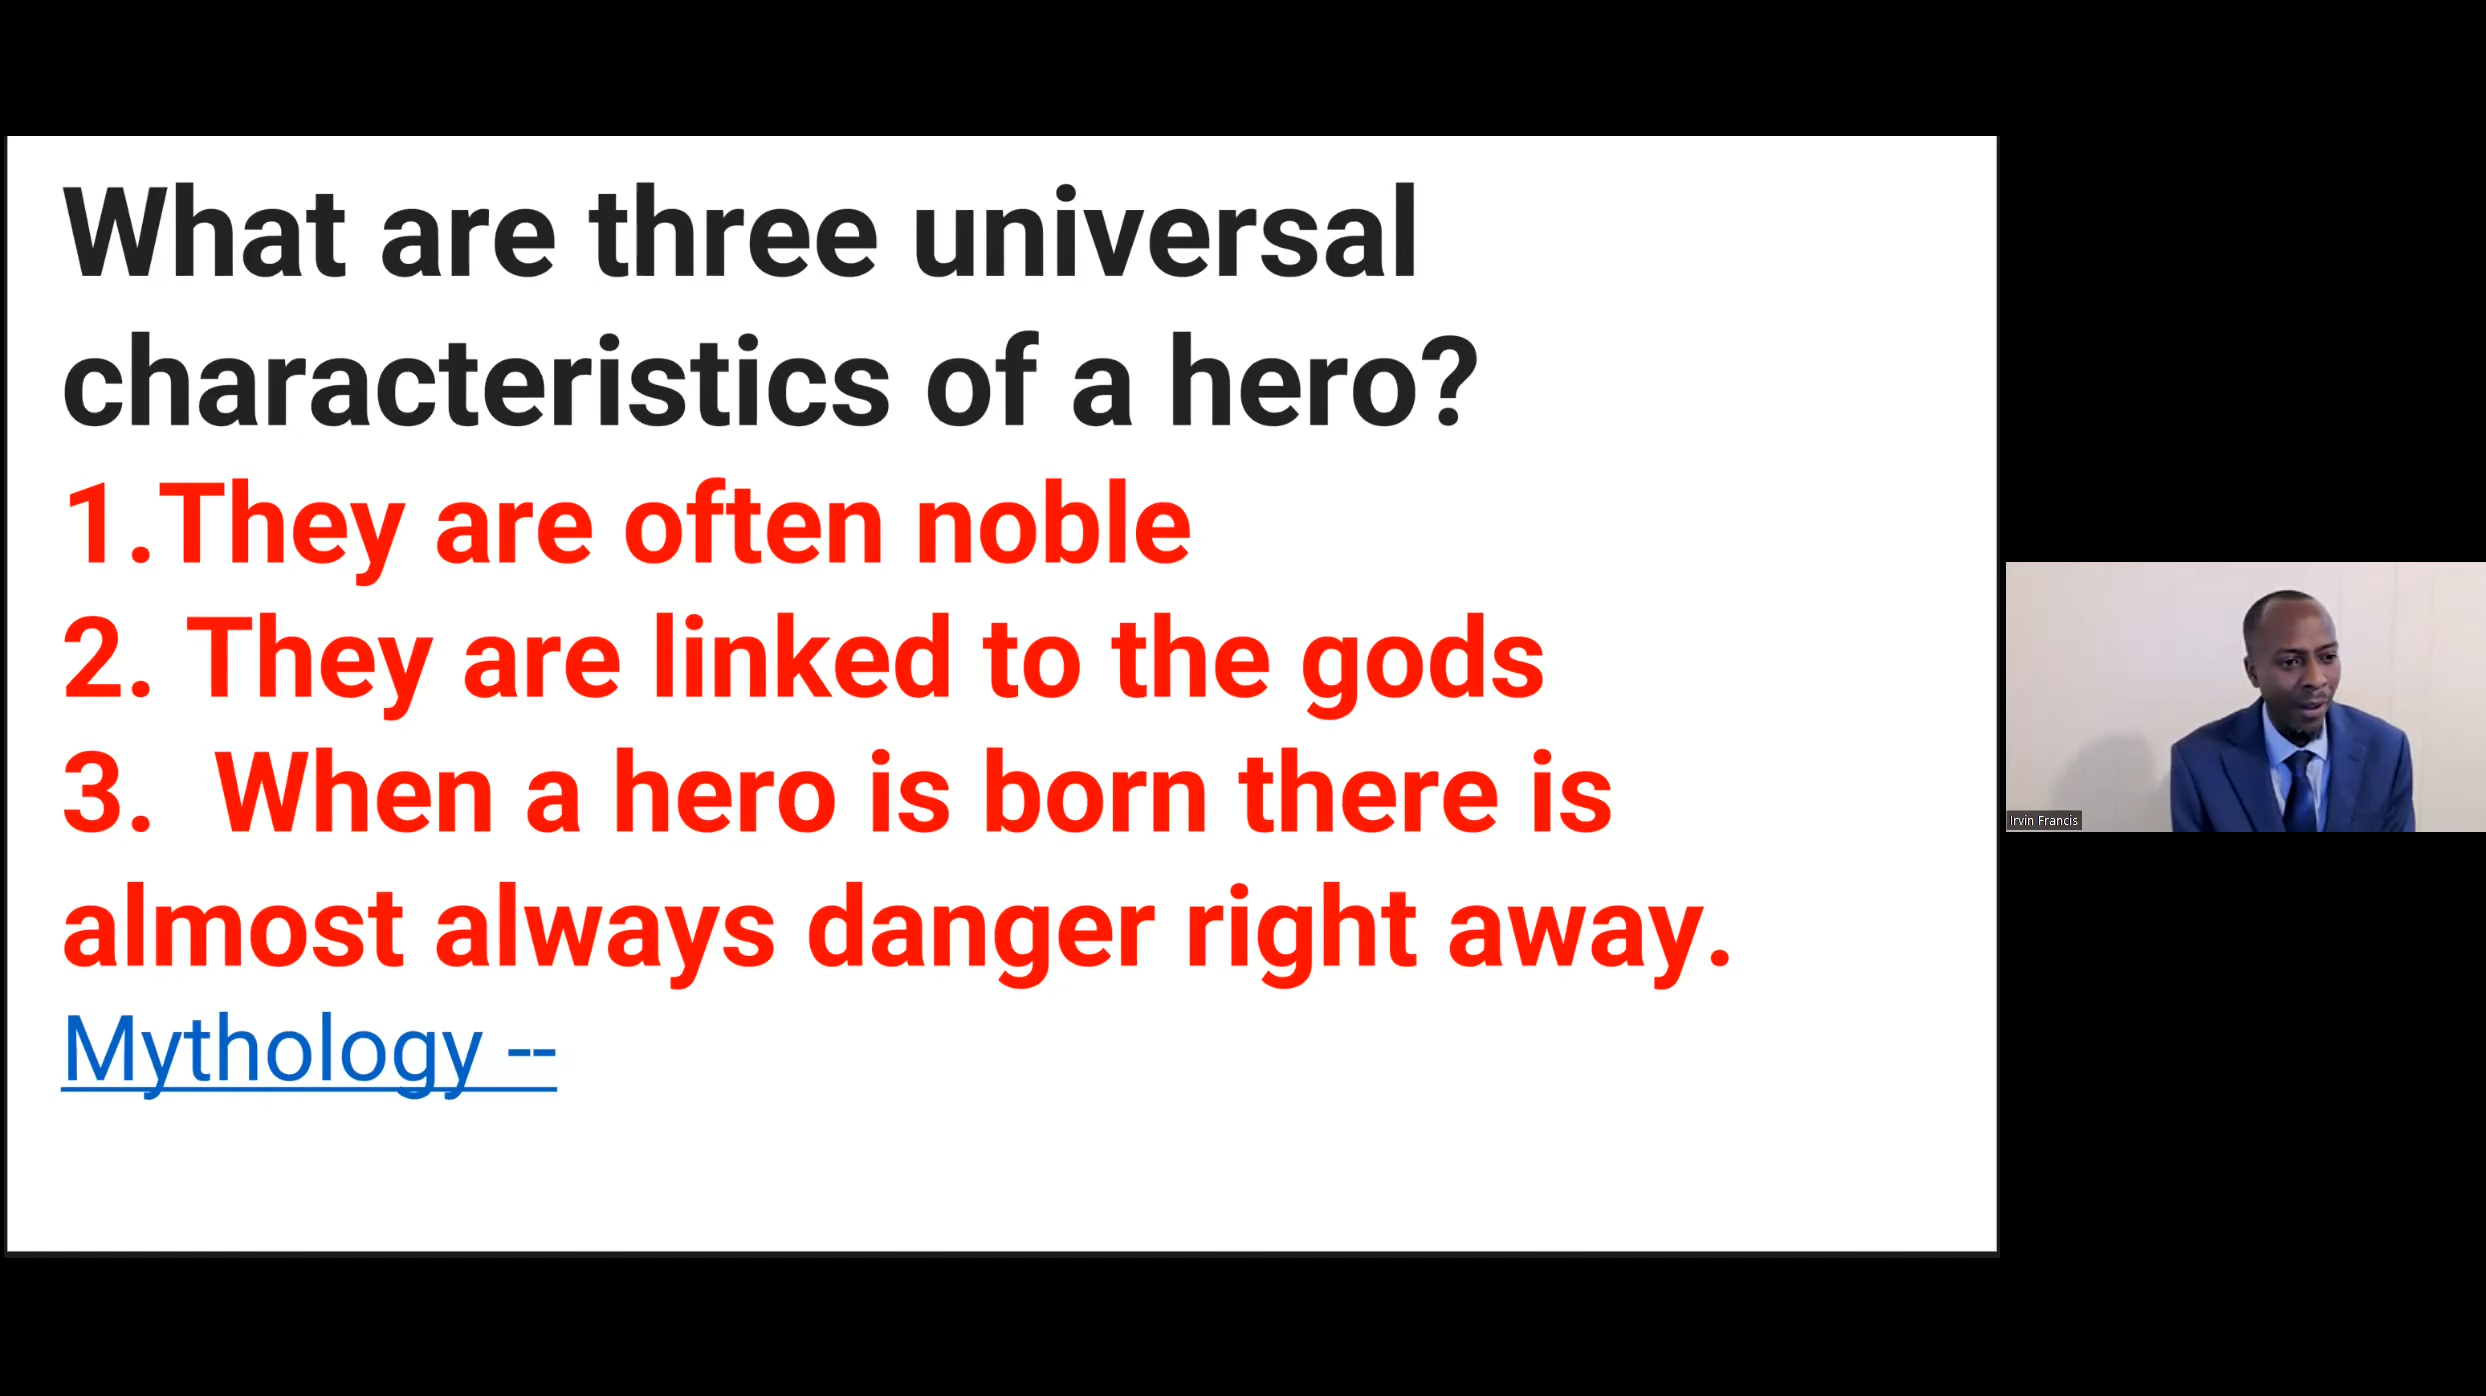 What are three universal
characteristics of a hero?
1.They are often noble
2. They are linked to the gods
3. When a hero is born there is
almost always danger right away.
Mythology --
Irvin Francis